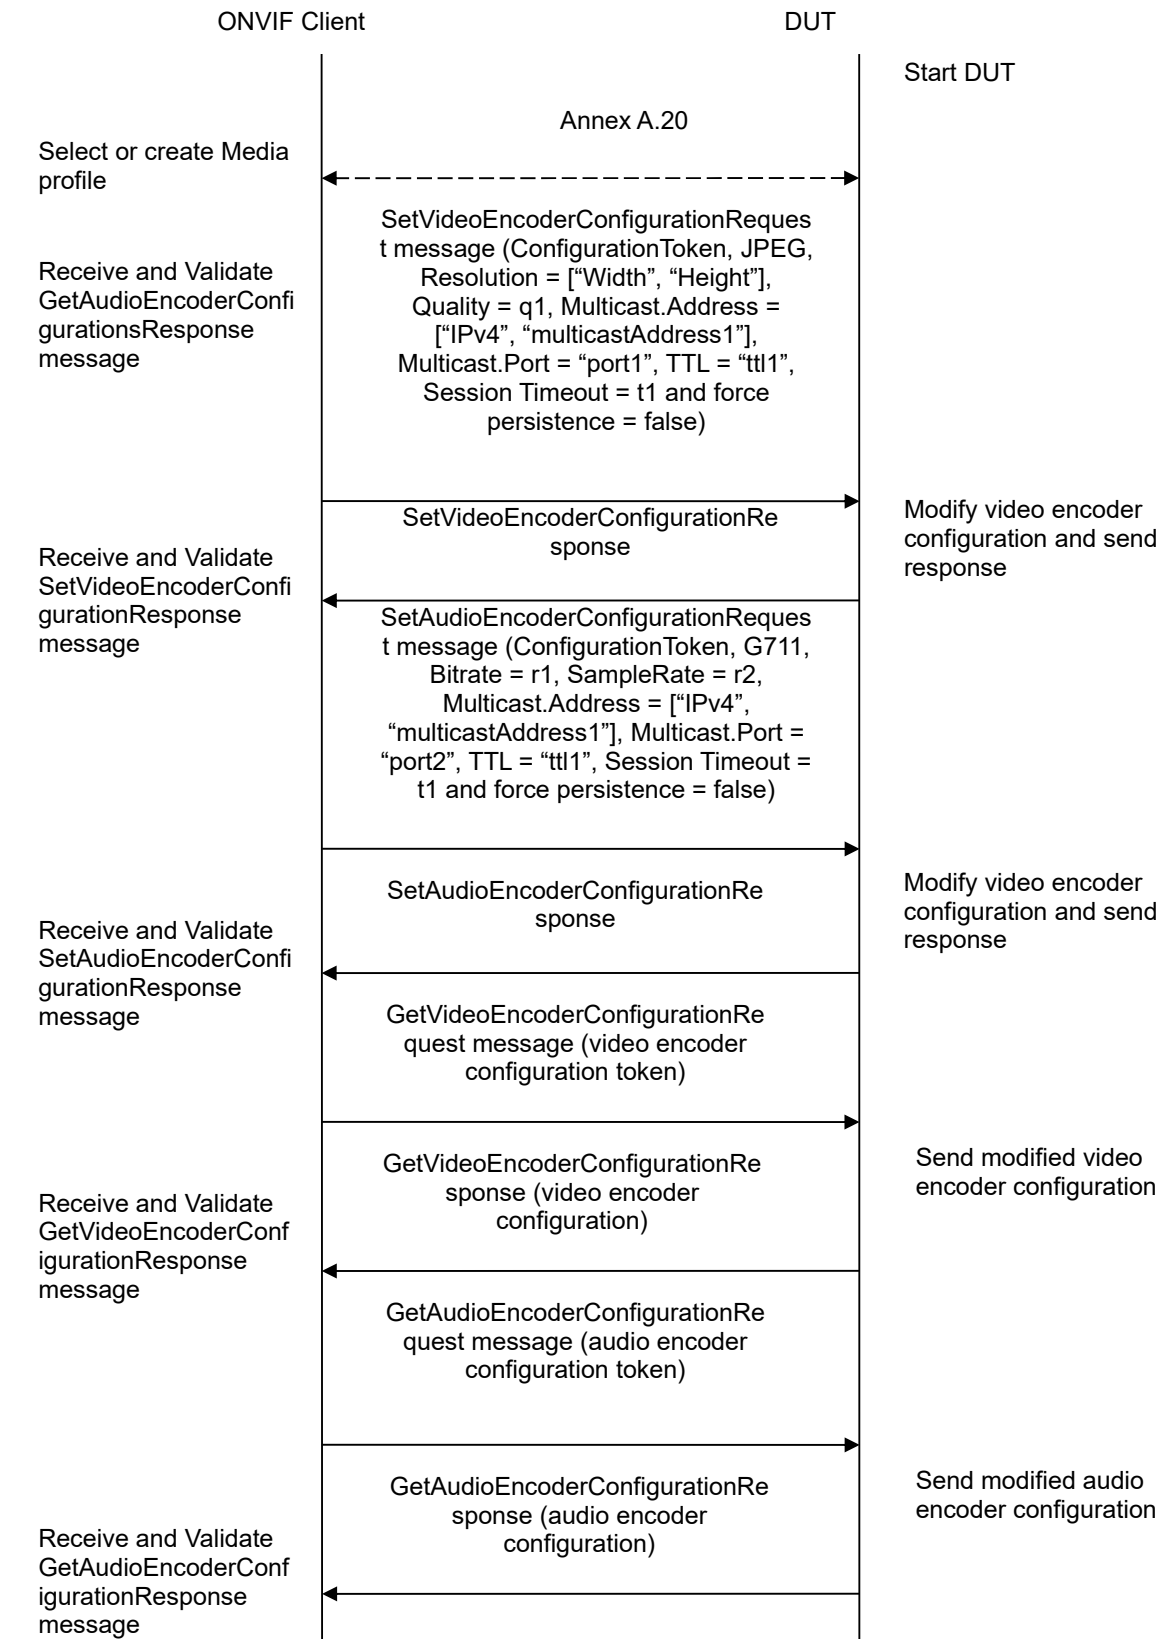 ONVIF Client
DUT
Start DUT
Annex A.20
Select or create Media
profile
SetVideoEncoderConfigurationReques
t message (ConfigurationToken, JPEG,
Resolution = [“Width”, “Height”],
Quality = q1, Multicast.Address =
[“IPv4”, “multicastAddress1”],
Multicast.Port = “port1”, TTL = “ttl1”,
Session Timeout = t1 and force
persistence = false)
Receive and Validate
GetAudioEncoderConfi
gurationsResponse
message
Modify video encoder
configuration and send
response
SetVideoEncoderConfigurationRe
sponse
Receive and Validate
SetVideoEncoderConfi
gurationResponse
message
SetAudioEncoderConfigurationReques
t message (ConfigurationToken, G711,
Bitrate = r1, SampleRate = r2,
Multicast.Address = [“IPv4”,
“multicastAddress1”], Multicast.Port =
“port2”, TTL = “ttl1”, Session Timeout =
t1 and force persistence = false)
Modify video encoder
configuration and send
response
SetAudioEncoderConfigurationRe
sponse
Receive and Validate
SetAudioEncoderConfi
gurationResponse
message
GetVideoEncoderConfigurationRe
quest message (video encoder
configuration token)
Send modified video
encoder configuration
GetVideoEncoderConfigurationRe
sponse (video encoder
configuration)
Receive and Validate
GetVideoEncoderConf
igurationResponse
message
GetAudioEncoderConfigurationRe
quest message (audio encoder
configuration token)
Send modified audio
encoder configuration
GetAudioEncoderConfigurationRe
sponse (audio encoder
configuration)
Receive and Validate
GetAudioEncoderConf
igurationResponse
message